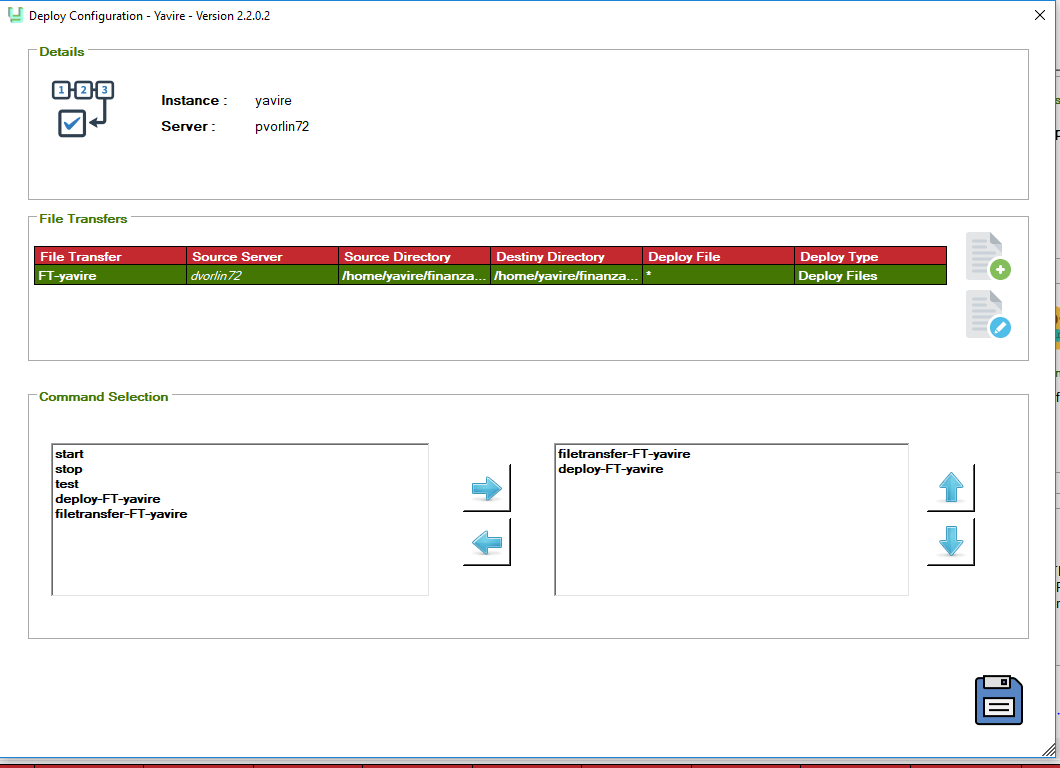 Deploy Configuration - Yavire - Version 2.2.0.2
Details
1 2 3
Instance : yavire
Server : pvorlin72
File Transfers
File Transfer Source Server Source Directory Destiny Directory Deploy File Deploy Type
FT-yavire dvorlin72 /home/yavire/finanza... /home/yavire/finanza... * Deploy Files
Command Selection
start
stop
test
deploy-FT-yavire
filetransfer-FT-yavire
filetransfer-FT-yavire
deploy-FT-yavire